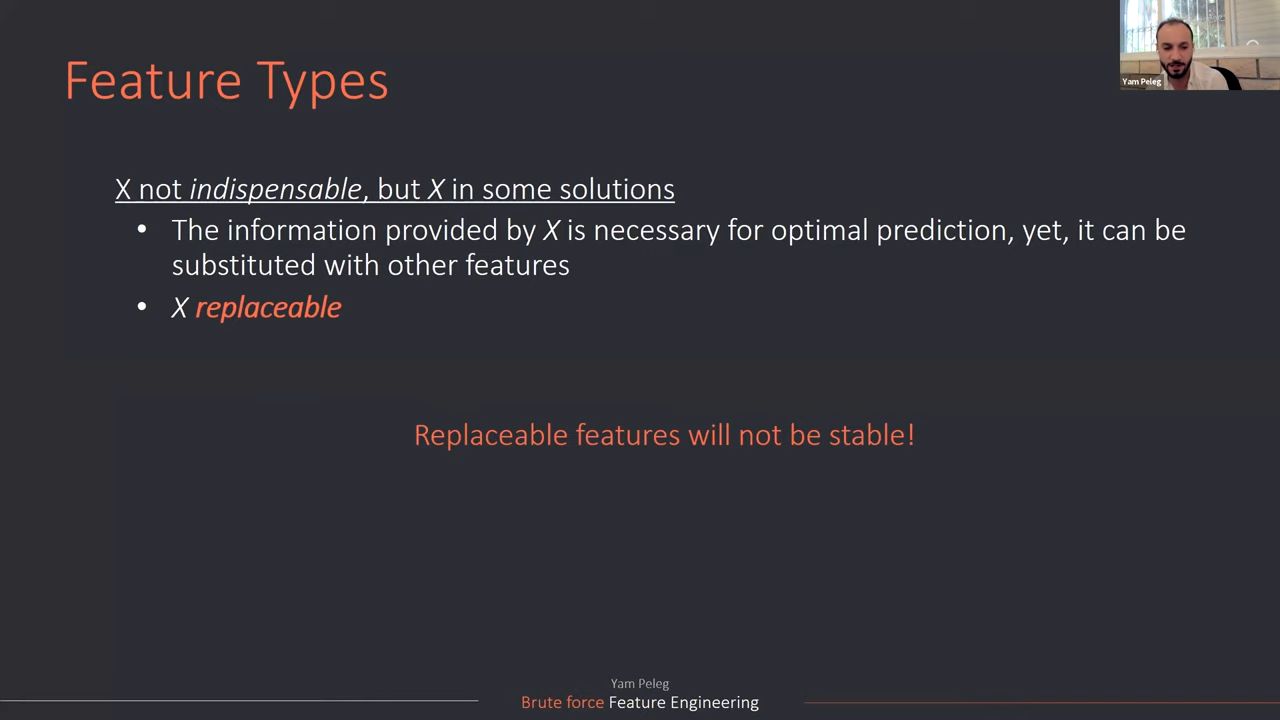 Feature Types
Yam Peleg
X not indispensable, but X in some solutions
• The information provided by X is necessary for optimal prediction, yet, it can be
substituted with other features
• X replaceable
Replaceable features will not be stable!
Yam Peleg
Brute force Feature Engineering